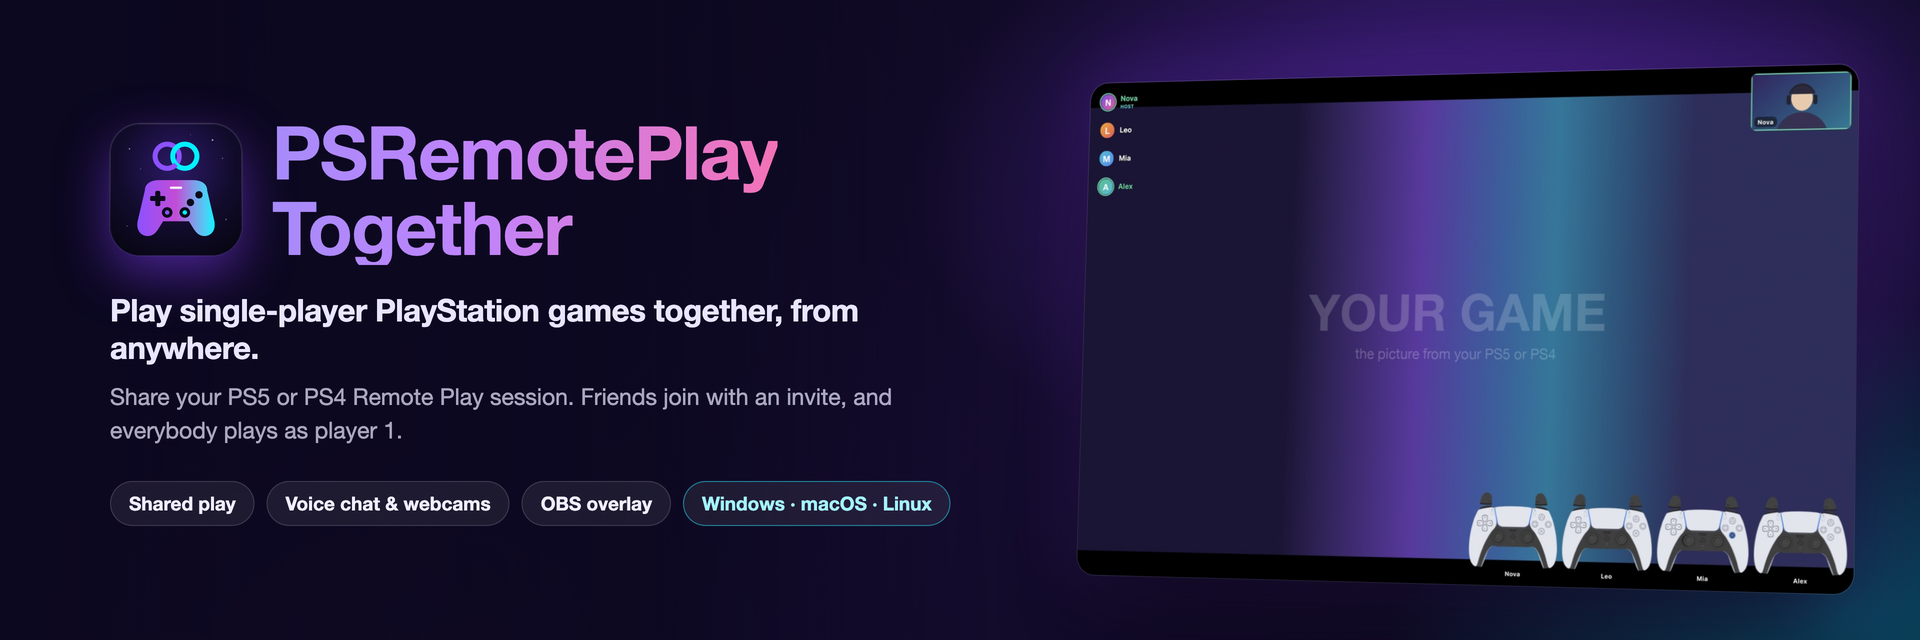 PSRemotePlay
Together
Play single-player PlayStation games together, from
anywhere.
Share your PS5 or PS4 Remote Play session. Friends join with an invite, and
everybody plays as player 1.
Shared play
Voice chat & webcams
OBS overlay
Windows · macOS · Linux
N
Nova
HOST
L
Leo
M
Mia
A
Alex
Nova
YOUR GAME
the picture from your PS5 or PS4
Nova
Leo
Mia
Alex